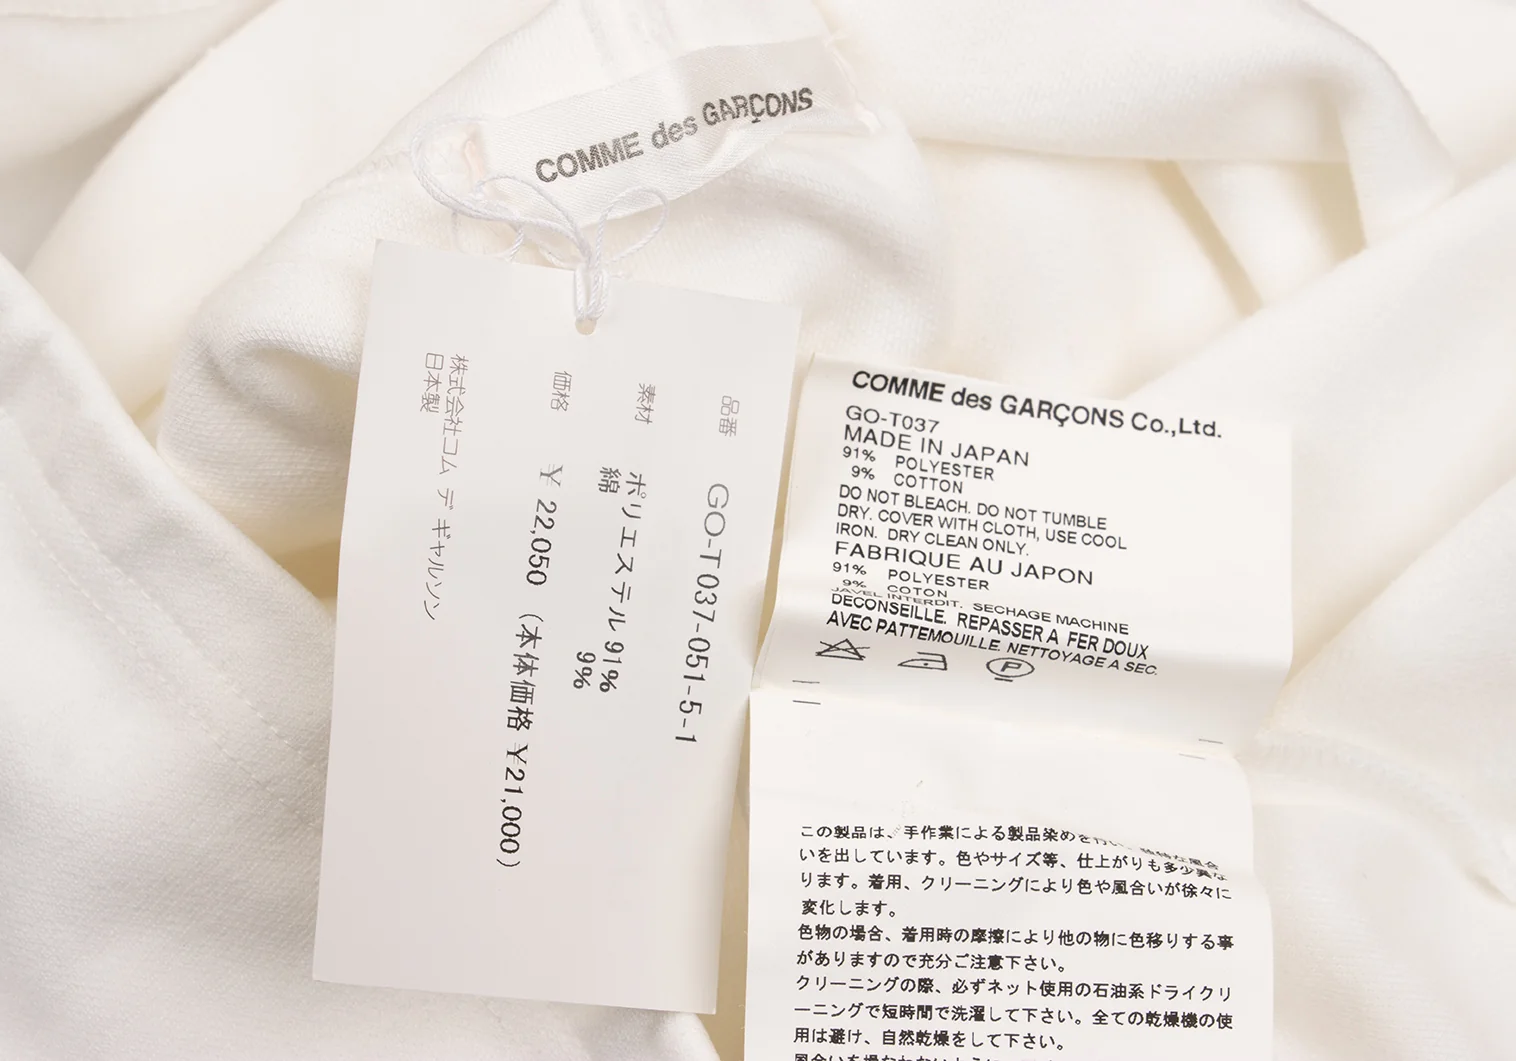 COMME des GARÇONS
品番 GO-T037-051-5-1
素材 ポリエステル 91%
綿 9%
価格 ¥ 22,050 (本体価格 ¥21,000)
株式会社コム デ ギャルソン
日本製
COMME des GARÇONS Co.,Ltd.
GO-T037
MADE IN JAPAN
91% POLYESTER
9% COTTON
DO NOT BLEACH. DO NOT TUMBLE
DRY. COVER WITH CLOTH, USE COOL
IRON. DRY CLEAN ONLY.
FABRIQUE AU JAPON
91% POLYESTER
9% COTON
JAVEL INTERDIT. SECHAGE MACHINE
DECONSEILLE. REPASSER A FER DOUX
AVEC PATTEMOUILLE. NETTOYAGE A SEC.
P
この製品は、手作業による製品染めを行い、
いを出しています。色やサイズ等、仕上がりも多少異な
ります。着用、クリーニングにより色や風合いが徐々に
変化します。
色物の場合、着用時の摩擦により他の物に色移りする事
がありますので充分ご注意下さい。
クリーニングの際、必ずネット使用の石油系ドライクリ
ーニングで短時間で洗濯して下さい。全ての乾燥機の使
用は避け、自然乾燥をして下さい。